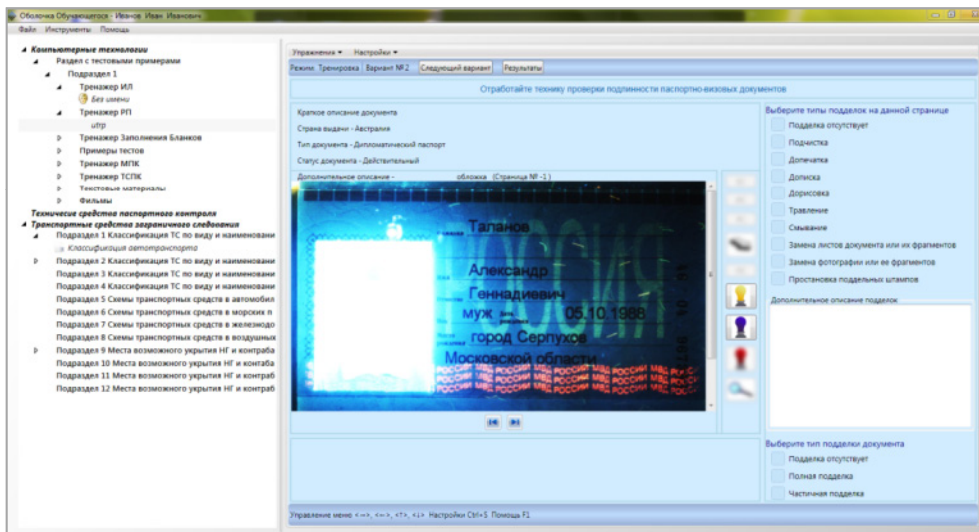 Оболочка Обучающегося - Иванов Иван Иванович
Файл Инструменты Помощь
Компьютерные технологии
Раздел с тестовыми примерами
Подраздел 1
Тренажер ИЛ
Без имени
Тренажер РП
итр
Тренажер Заполнения Бланков
Примеры тестов
Тренажер МПК
Тренажер ТСПК
Текстовые материалы
Фильмы
Техничесие средства паспортного контроля
Транспортные средства заграничного следования
Подраздел 1 Классификация ТС по виду и наименовани
Классификация автотранспорта
Подраздел 2 Классификация ТС по виду и наименовани
Подраздел 3 Классификация ТС по виду и наименовани
Подраздел 4 Классификация ТС по виду и наименовани
Подраздел 5 Схемы транспортных средств в автомобил
Подраздел 6 Схемы транспортных средств в морских п
Подраздел 7 Схемы транспортных средств в железнодо
Подраздел 8 Схемы транспортных средств в воздушных
Подраздел 9 Места возможного укрытия НГ и контраба
Подраздел 10 Места возможного укрытия НГ и контаба
Подраздел 11 Места возможного укрытия НГ и контраб
Подраздел 12 Места возможного укрытия НГ и контраб
Упражнения Настройки
Режим: Тренировка Вариант №2 Следующий вариант Результаты
Отработайте технику проверки подлинности паспортно-визовых документов
Краткое описание документа
Страна выдачи - Австралия
Тип документа - Дипломатический паспорт
Статус документа - Действительный
Дополнительное описание - обложка (Страница № -1)
Таланов
Александр
Геннадиевич
муж 05.10.1988
город Серпухов
Московской области
РОССИЯ
МВД РОССИИ МВД РОССИИ МВД РОССИИ
Управление меню <→>, <←>, <↑>, <↓> Настройки Ctrl+S Помощь F1
Выберите типы подделок на данной странице
Подделка отсутствует
Подчистка
Допечатка
Дописка
Дорисовка
Травление
Смывание
Замена листов документа или их фрагментов
Замена фотографии или ее фрагментов
Простановка поддельных штампов
Дополнительное описание подделок
Выберите тип подделки документа
Подделка отсутствует
Полная подделка
Частичная подделка